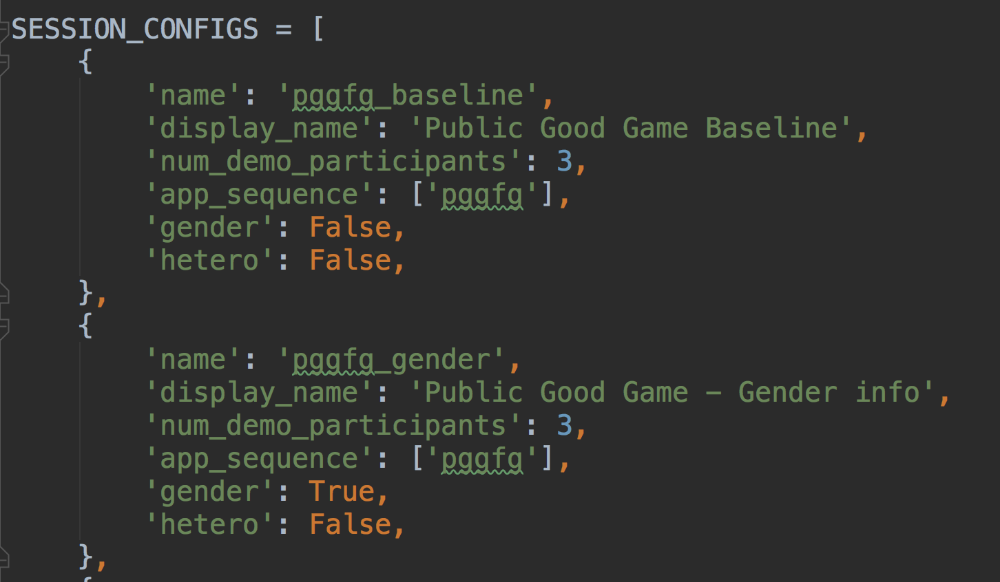 SESSION_CONFIGS = [
{
'name': 'pggfg_baseline',
'display_name': 'Public Good Game Baseline',
'num_demo_participants': 3,
'app_sequence': ['pggfg'],
'gender': False,
'hetero': False,
},
{
'name': 'pggfg_gender',
'display_name': 'Public Good Game – Gender info',
'num_demo_participants': 3,
'app_sequence': ['pggfg'],
'gender': True,
'hetero': False,
},
{